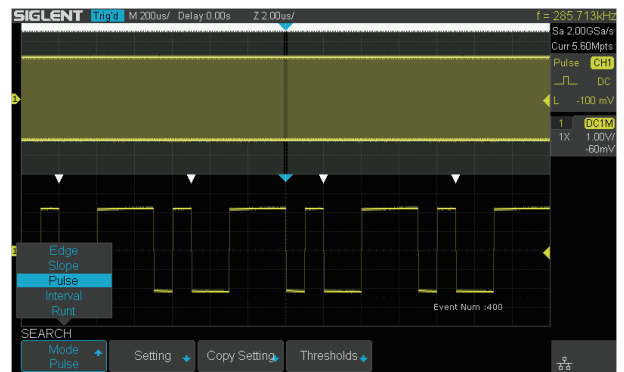 SIGLENT Trig'd M 200us/ Delay:0.00s Z 2.00us/ f = 285.713kHz
Sa 2.00GSa/s
Curr 5.60Mpts
Pulse CH1
DC
L -100 mV
1 DC1M
1X 1.00V/
-60mV
1
1
Edge
Slope
Pulse
Interval
Runt
Event Num :400
SEARCH
Mode Setting Copy Setting Thresholds
Pulse